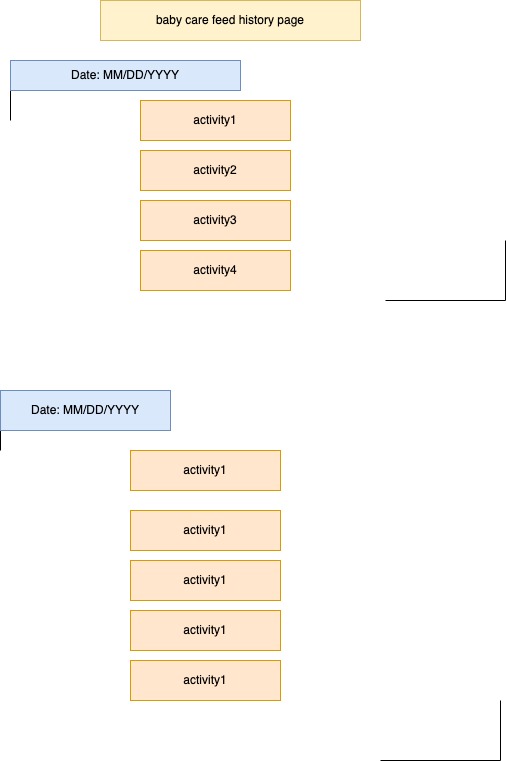 baby care feed history page
Date: MM/DD/YYYY
activity1
activity2
activity3
activity4
Date: MM/DD/YYYY
activity1
activity1
activity1
activity1
activity1